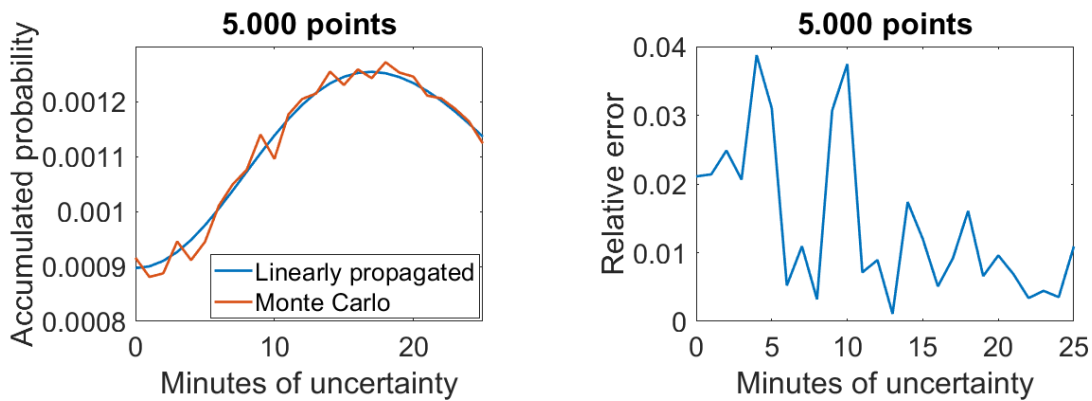 5.000 points
Accumulated probability
0.0012
0.0011
0.001
0.0009
0.0008
Linearly propagated
Monte Carlo
0 10 20
Minutes of uncertainty
5.000 points
Relative error
0.04
0.03
0.02
0.01
0
0 5 10 15 20 25
Minutes of uncertainty